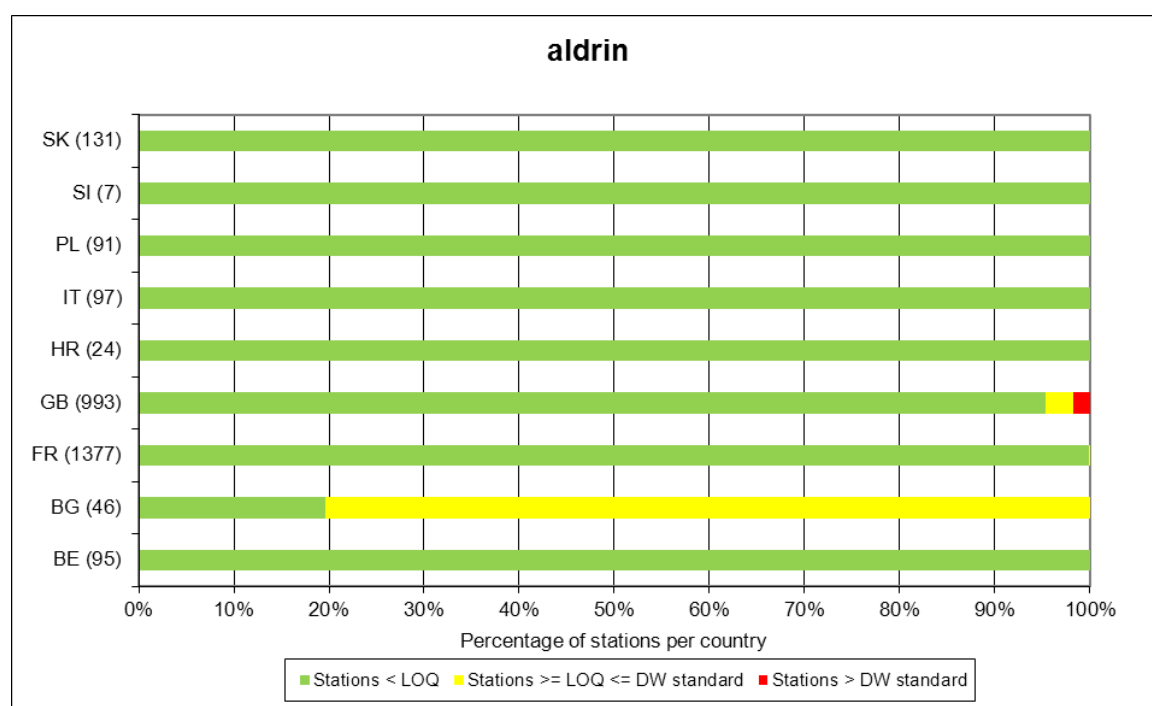 aldrin
SK (131)
SI (7)
PL (91)
IT (97)
HR (24)
GB (993)
FR (1377)
BG (46)
BE (95)
0% 10% 20% 30% 40% 50% 60% 70% 80% 90% 100%
Percentage of stations per country
Stations < LOQ Stations >= LOQ <= DW standard Stations > DW standard